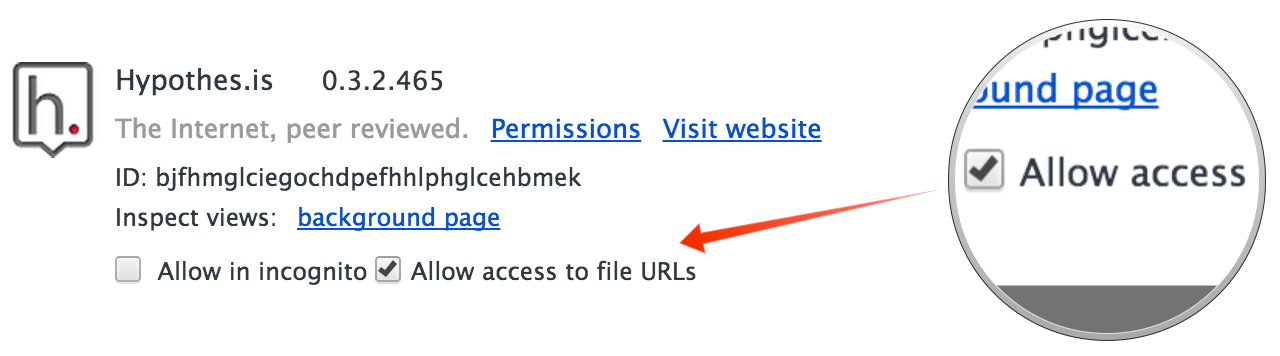 h.
Hypothes.is 0.3.2.465
The Internet, peer reviewed. Permissions Visit website
ID: bjfhmglciegochdpefhhlphglcehbmek
Inspect views: background page
Allow in incognito Allow access to file URLs
ound page
Allow access